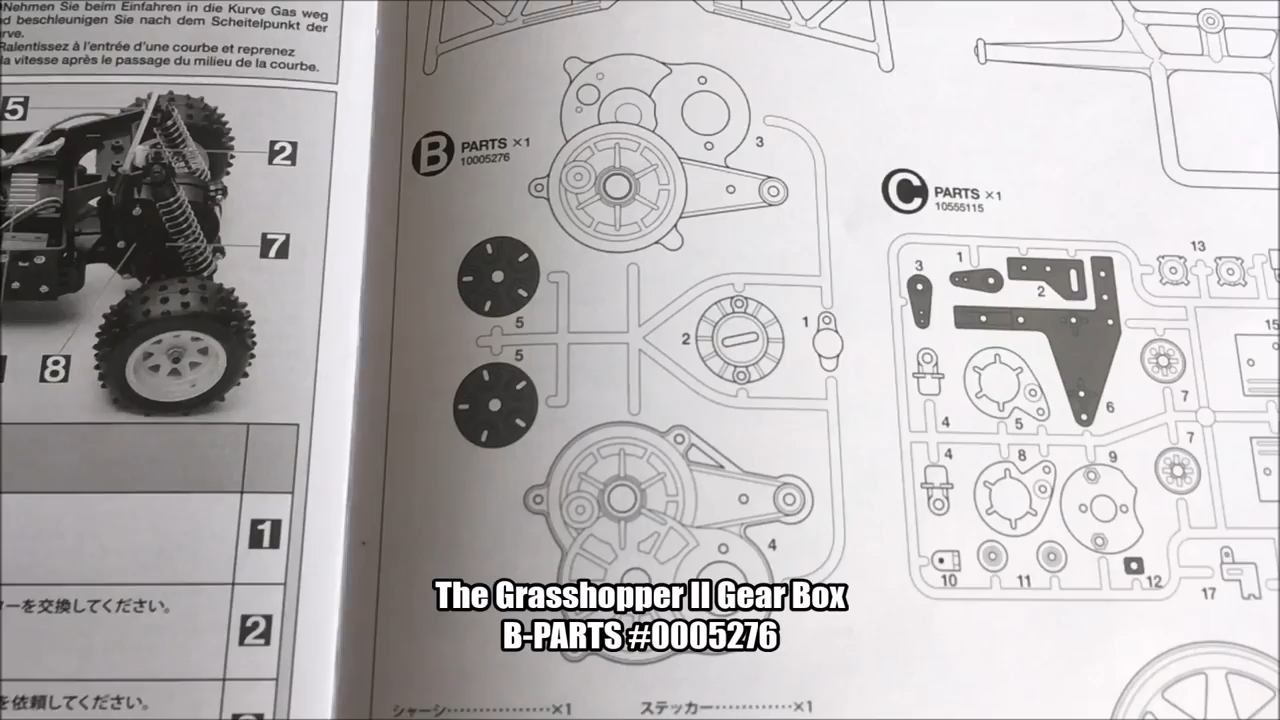 Nehmen Sie beim Einfahren in die Kurve Gas weg
d beschleunigen Sie nach dem Scheitelpunkt der
rve.
Ralentissez à l'entrée d'une courbe et reprenez
la vitesse après le passage du milieu de la courbe.
5
2
7
8
1
ーを交換してください。
2
を依頼してください。
B PARTS ×1
10005276
3
5
5
2
1
4
C PARTS ×1
10555115
3
1
2
13
15
6
4
5
7
7
4
8
9
10
11
12
17
The Grasshopper II Gear Box
B-PARTS #0005276
シャーシ ×1
ステッカー ×1